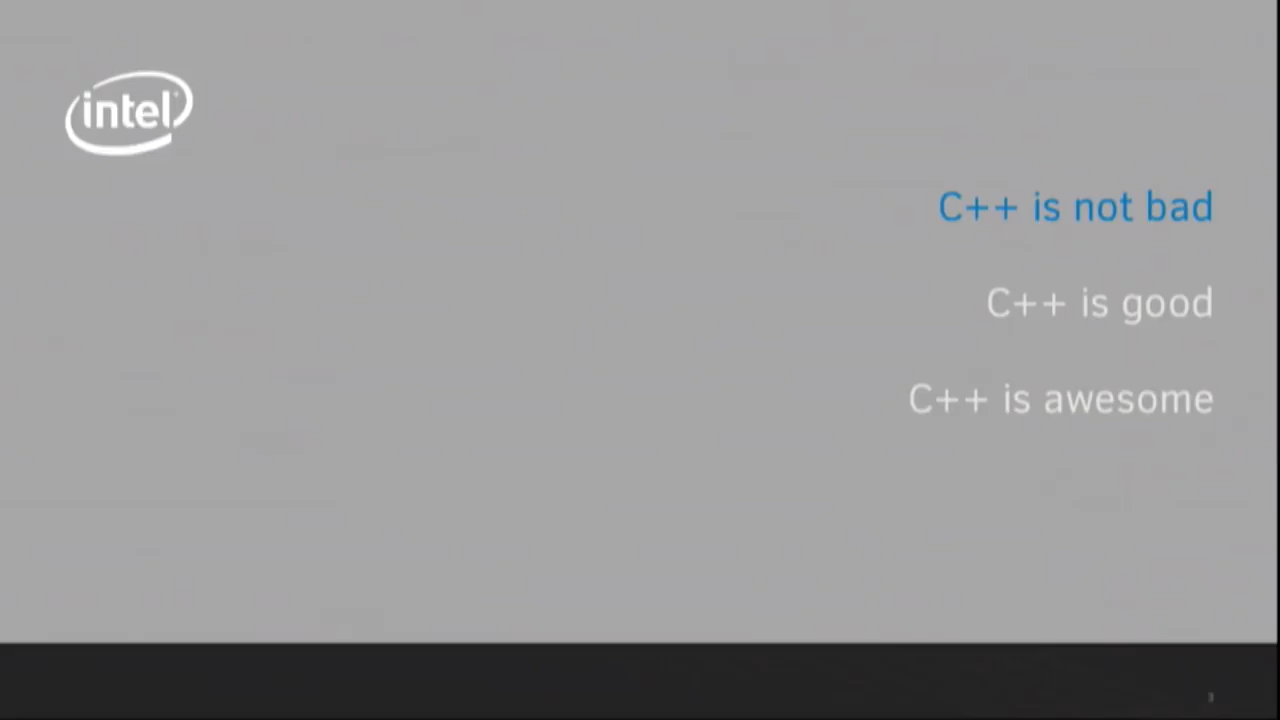 intel
C++ is not bad
C++ is good
C++ is awesome